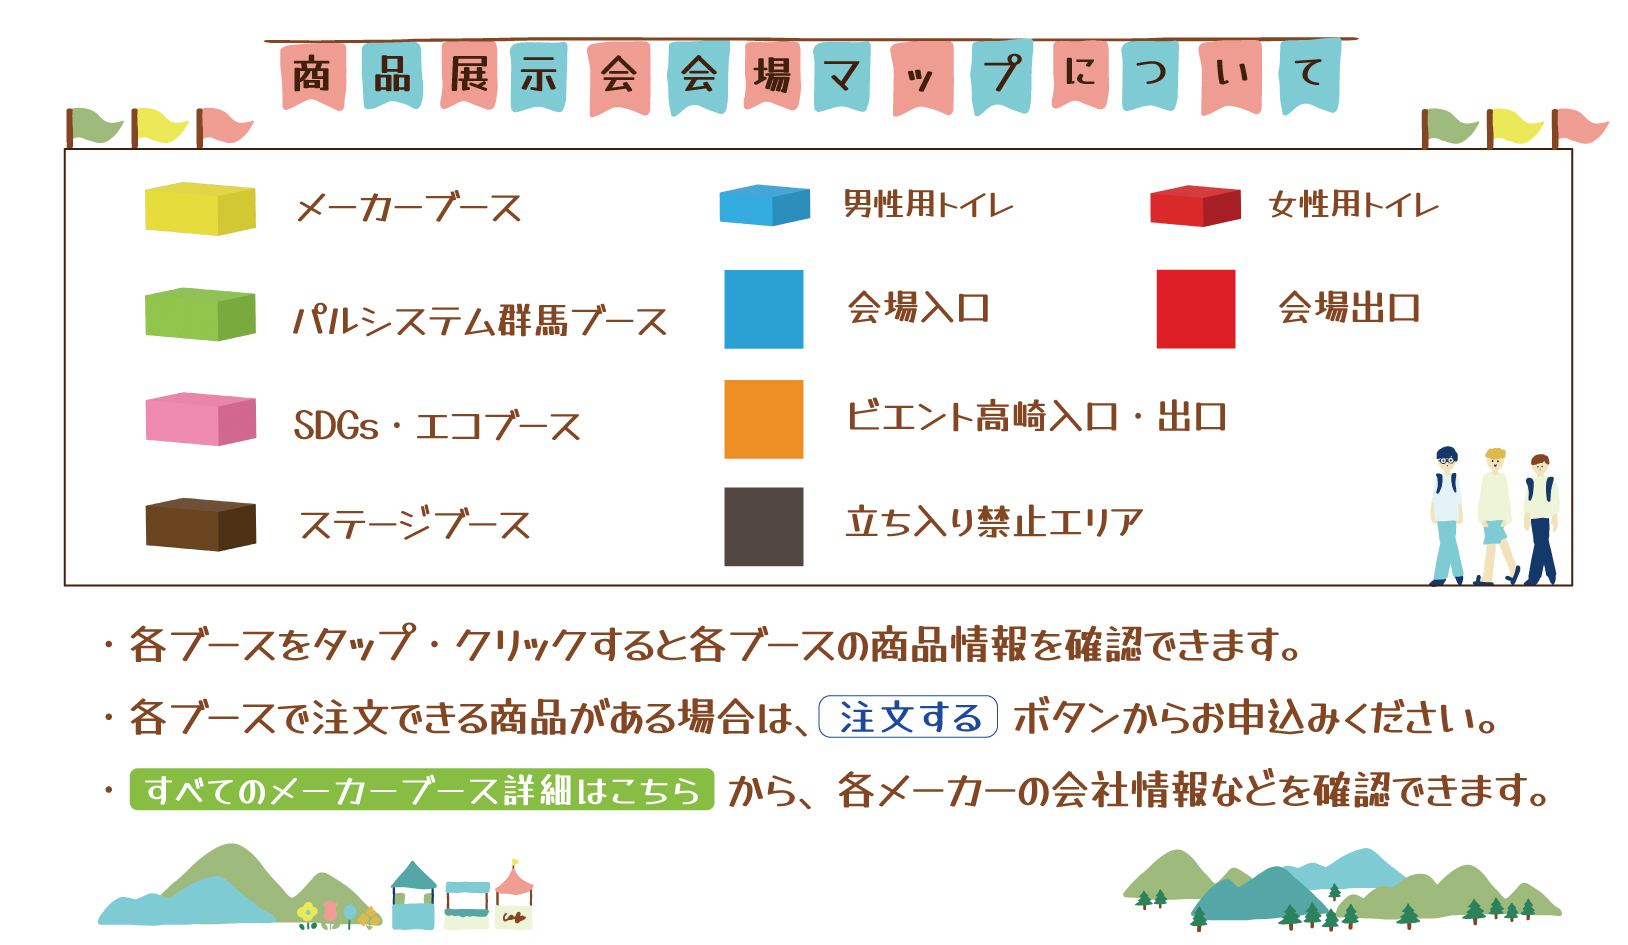 商品展示会会場マップについて
メーカーブース
男性用トイレ
女性用トイレ
パルシステム群馬ブース
会場入口
会場出口
SDGs・エコブース
ビエント高崎入口・出口
ステージブース
立ち入り禁止エリア
・各ブースをタップ・クリックすると各ブースの商品情報を確認できます。
・各ブースで注文できる商品がある場合は、注文する ボタンからお申込みください。
・すべてのメーカーブース詳細はこちら から、各メーカーの会社情報などを確認できます。
cafe